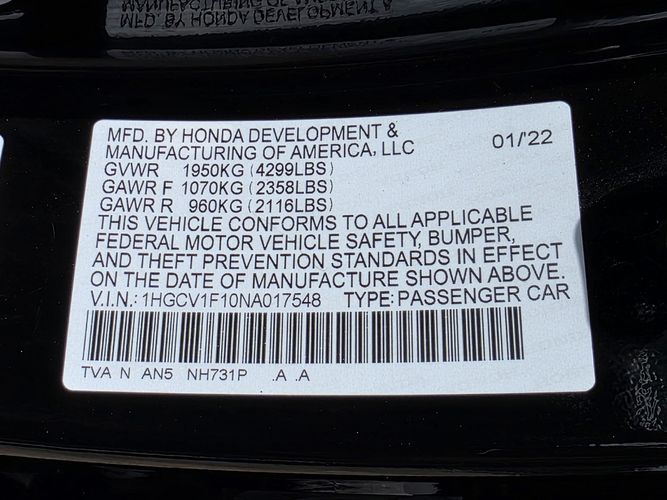 MFD. BY HONDA DEVELOPMENT &
MANUFACTURING OF AMERICA, LLC 01/'22
GVWR 1950KG (4299LBS)
GAWR F 1070KG (2358LBS)
GAWR R 960KG (2116LBS)
THIS VEHICLE CONFORMS TO ALL APPLICABLE
FEDERAL MOTOR VEHICLE SAFETY, BUMPER,
AND THEFT PREVENTION STANDARDS IN EFFECT
ON THE DATE OF MANUFACTURE SHOWN ABOVE.
V.I.N.: 1HGCV1F10NA017548 TYPE: PASSENGER CAR
TVA N AN5 NH731P .A .A